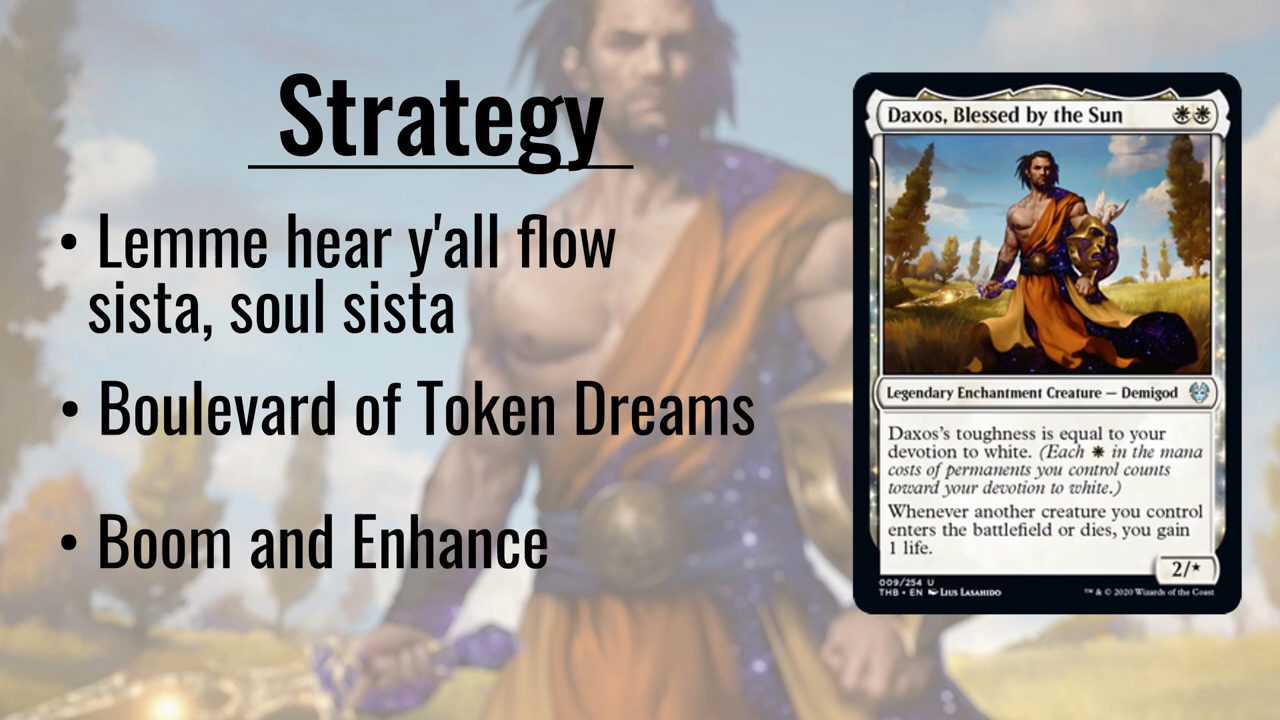 Strategy
• Lemme hear y'all flow
sista, soul sista
• Boulevard of Token Dreams
• Boom and Enhance
Daxos, Blessed by the Sun
Legendary Enchantment Creature — Demigod
Daxos's toughness is equal to your
devotion to white. (Each in the mana
costs of permanents you control counts
toward your devotion to white.)
Whenever another creature you control
enters the battlefield or dies, you gain
1 life.
2/★
009/254 U
THB • EN Lius Lasahido
™ & © 2020 Wizards of the Coast